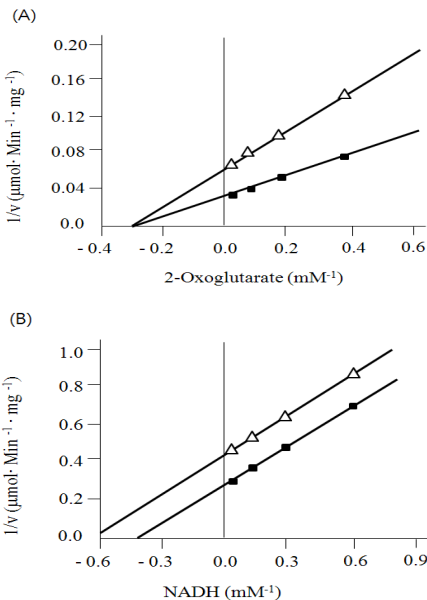 (A)
1/v (μmol· Min⁻¹· mg⁻¹)
0.20
0.16
0.12
0.08
0.04
0.0
- 0.4 - 0.2 0.0 0.2 0.4 0.6
2-Oxoglutarate (mM⁻¹)
(B)
1/v (μmol· Min⁻¹· mg⁻¹)
1.0
0.8
0.6
0.4
0.2
0.0
- 0.6 - 0.3 0.0 0.3 0.6 0.9
NADH (mM⁻¹)